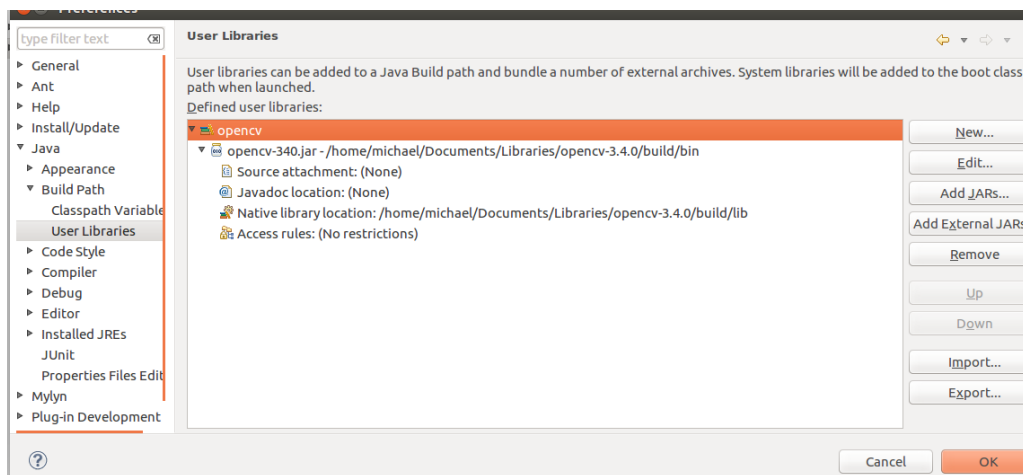 Preferences
type filter text
General
Ant
Help
Install/Update
Java
Appearance
Build Path
Classpath Variable
User Libraries
Code Style
Compiler
Debug
Editor
Installed JREs
JUnit
Properties Files Edit
Mylyn
Plug-in Development
User Libraries
User libraries can be added to a Java Build path and bundle a number of external archives. System libraries will be added to the boot class
path when launched.
Defined user libraries:
opencv
opencv-340.jar - /home/michael/Documents/Libraries/opencv-3.4.0/build/bin
Source attachment: (None)
Javadoc location: (None)
Native library location: /home/michael/Documents/Libraries/opencv-3.4.0/build/lib
Access rules: (No restrictions)
New...
Edit...
Add JARs...
Add External JARs
Remove
Up
Down
Import...
Export...
Cancel
OK